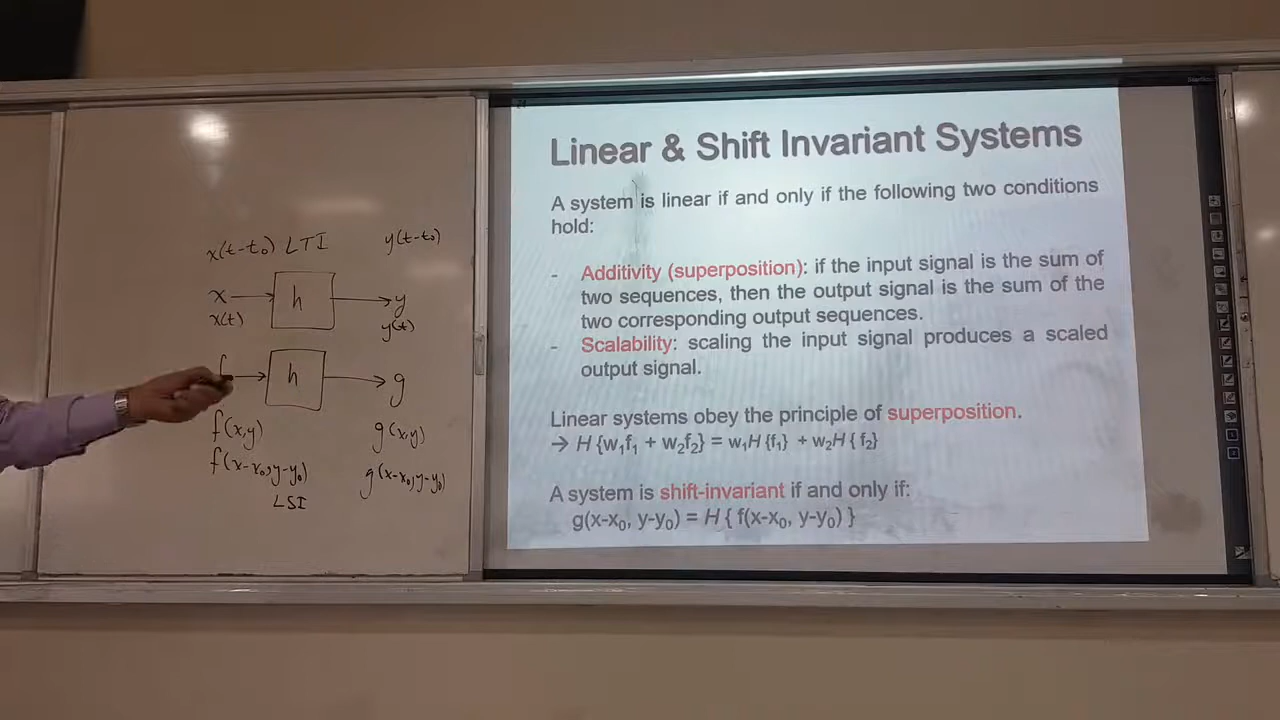 x(t-t₀) LTI y(t-t₀)
x h y
x(t) y(t)
f h g
f(x,y) g(x,y)
f(x-x₀,y-y₀) g(x-x₀,y-y₀)
LSI
Linear & Shift Invariant Systems
A system is linear if and only if the following two conditions
hold:
- Additivity (superposition): if the input signal is the sum of
two sequences, then the output signal is the sum of the
two corresponding output sequences.
- Scalability: scaling the input signal produces a scaled
output signal.
Linear systems obey the principle of superposition.
→ H {w₁f₁ + w₂f₂} = w₁H {f₁} + w₂H { f₂}
A system is shift-invariant if and only if:
g(x-x₀, y-y₀) = H { f(x-x₀, y-y₀) }